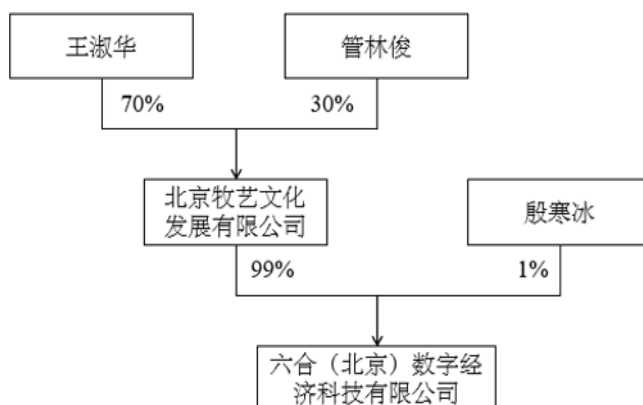 王淑华
管林俊
70%
30%
北京牧艺文化
发展有限公司
殷寒冰
99%
1%
六合（北京）数字经
济科技有限公司